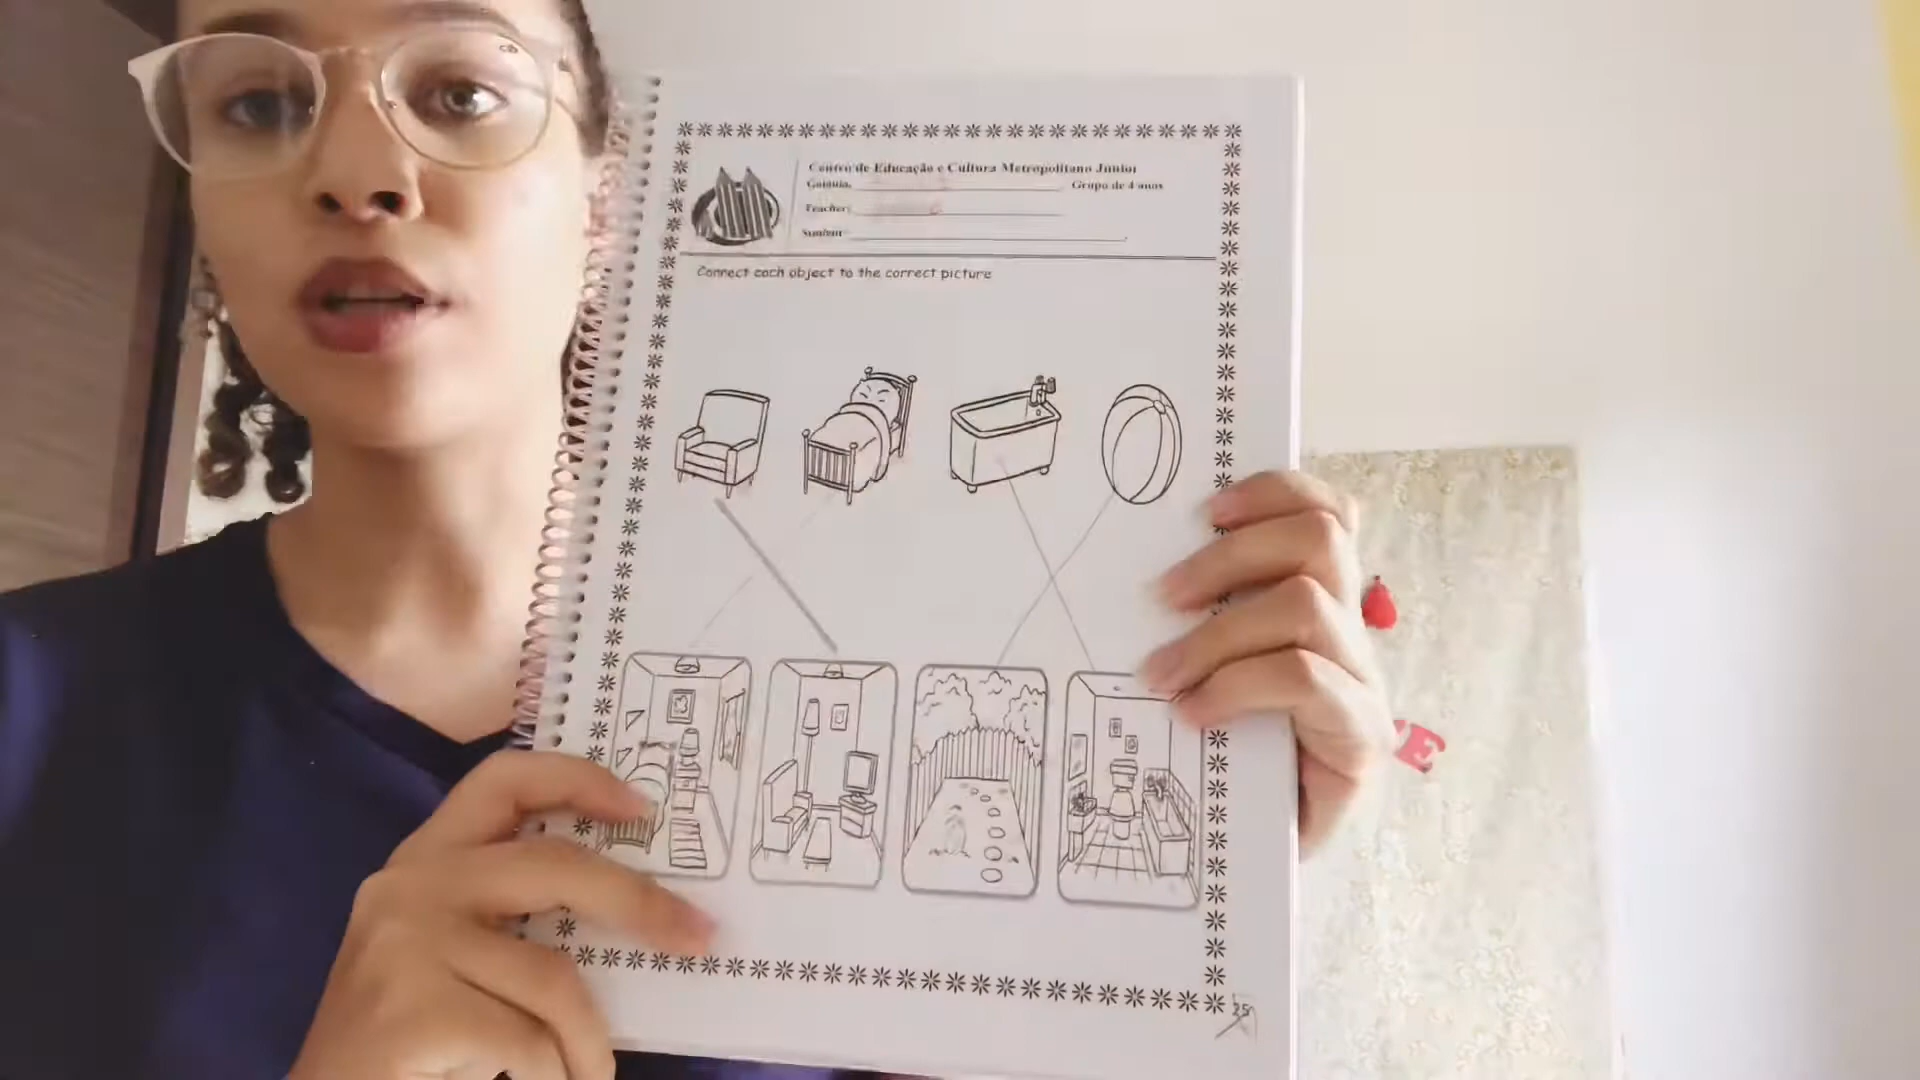 Centro de Educação e Cultura Metropolitano Júnior
Goiânia, Grupo de 4 anos
Teacher:
Student
Connect each object to the correct picture
25
E